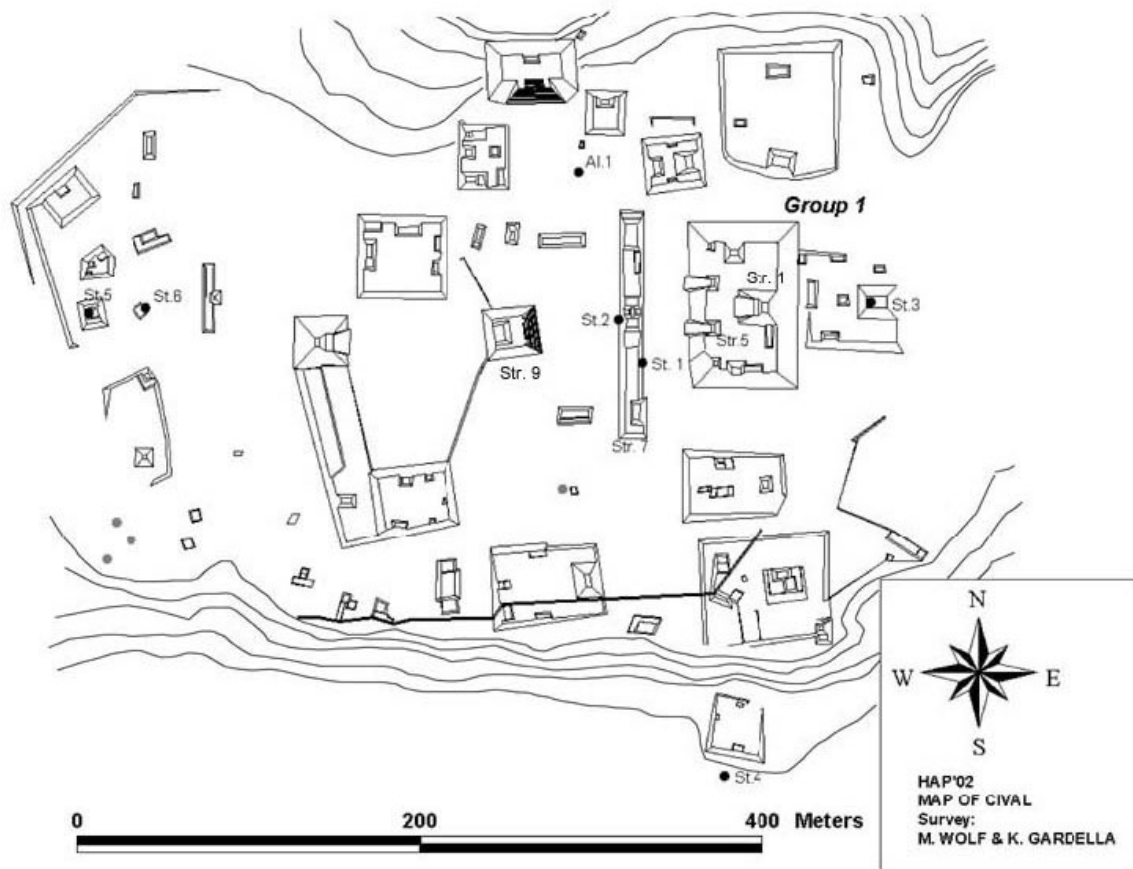 Al.1
Group 1
St.5
St.6
St.2
Str. 1
St.3
Str.5
Str. 9
St. 1
Str. 7
N
W E
S
St.4
0 200 400 Meters
HAP'02
MAP OF CIVAL
Survey:
M. WOLF & K. GARDELLA